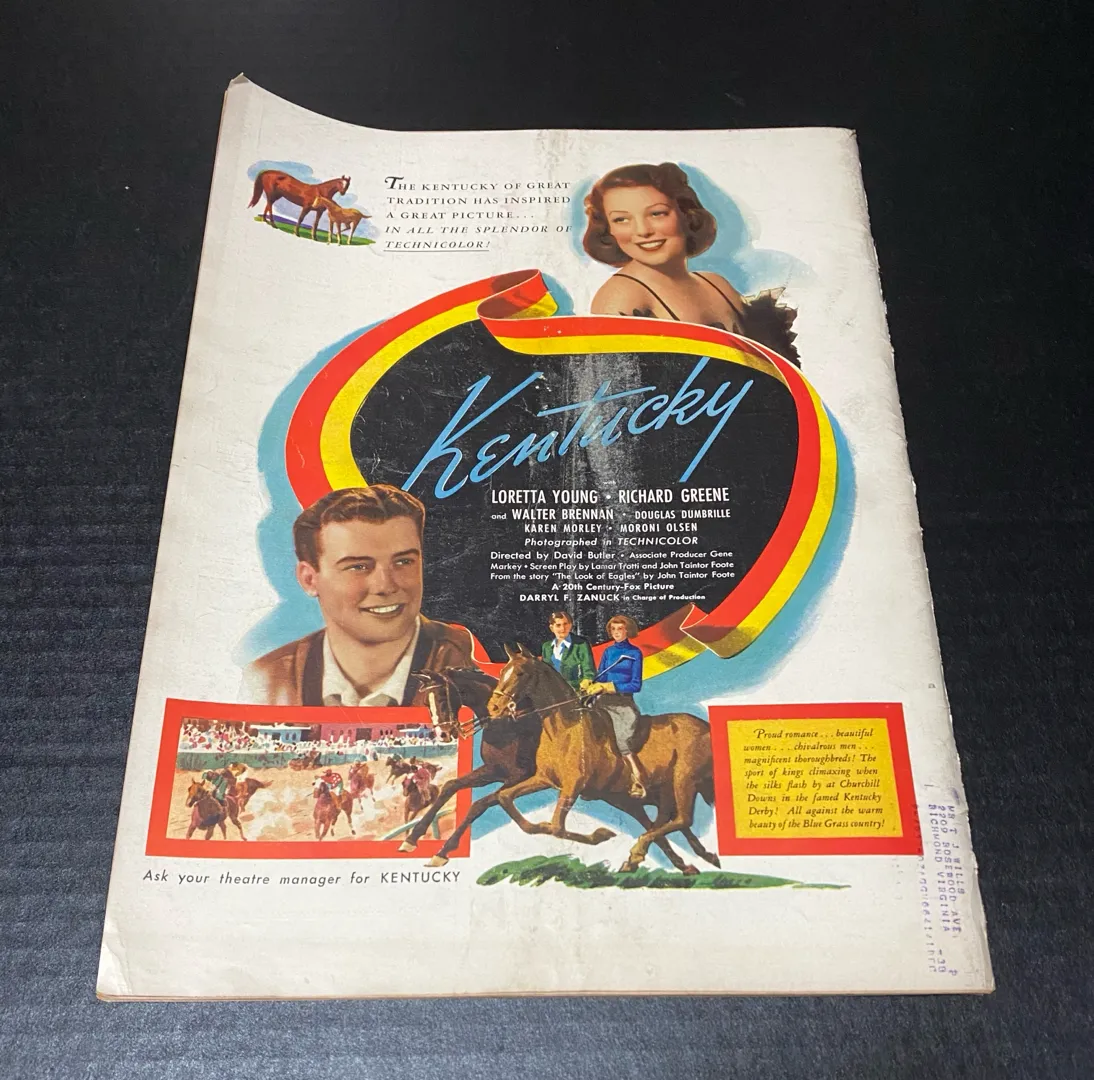 THE KENTUCKY OF GREAT
TRADITION HAS INSPIRED
A GREAT PICTURE...
IN ALL THE SPLENDOR OF
TECHNICOLOR!
Kentucky
with
LORETTA YOUNG • RICHARD GREENE
and WALTER BRENNAN • DOUGLAS DUMBRILLE
KAREN MORLEY • MORONI OLSEN
Photographed in TECHNICOLOR
Directed by David Butler • Associate Producer Gene
Markey • Screen Play by Lamar Trotti and John Taintor Foote
From the story "The Look of Eagles" by John Taintor Foote
A 20th Century-Fox Picture
DARRYL F. ZANUCK in Charge of Production
Proud romance... beautiful
women... chivalrous men...
magnificent thoroughbreds! The
sport of kings climaxing when
the silks flash by at Churchill
Downs in the famed Kentucky
Derby! All against the warm
beauty of the Blue Grass country!
Ask your theatre manager for KENTUCKY
MR T J WILLS
ROSEWOOD AVE
RICHMOND VIRGINIA